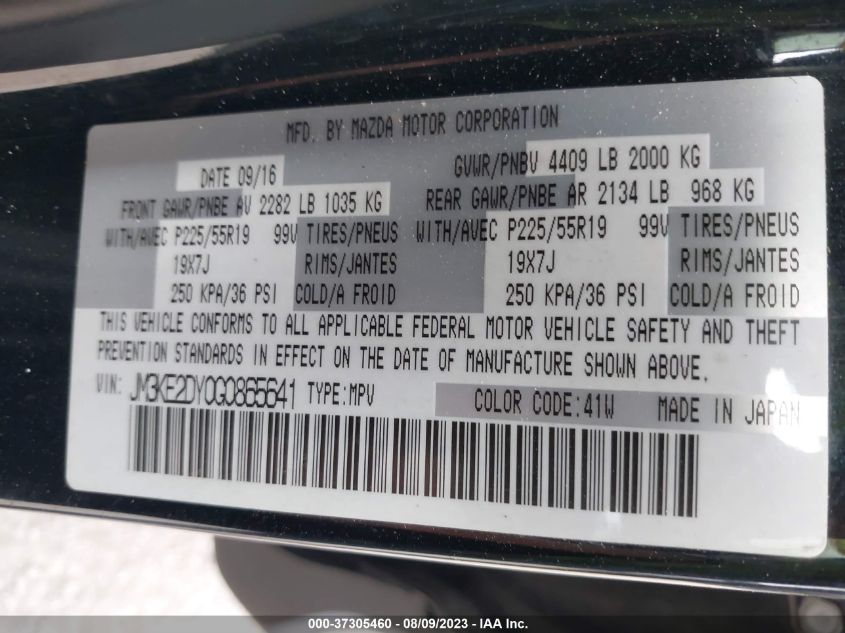 MFD. BY MAZDA MOTOR CORPORATION
DATE 09/16 GVWR/PNBV 4409 LB 2000 KG
FRONT GAWR/PNBE AV 2282 LB 1035 KG REAR GAWR/PNBE AR 2134 LB 968 KG
WITH/AVEC P225/55R19 99V TIRES/PNEUS WITH/AVEC P225/55R19 99V TIRES/PNEUS
19X7J RIMS/JANTES 19X7J RIMS/JANTES
250 KPA/36 PSI COLD/A FROID 250 KPA/36 PSI COLD/A FROID
THIS VEHICLE CONFORMS TO ALL APPLICABLE FEDERAL MOTOR VEHICLE SAFETY AND THEFT
PREVENTION STANDARDS IN EFFECT ON THE DATE OF MANUFACTURE SHOWN ABOVE.
VIN: JM3KE2DY0G0865641 TYPE:MPV COLOR CODE:41W MADE IN JAPAN
000-37305460 - 08/09/2023 - IAA Inc.